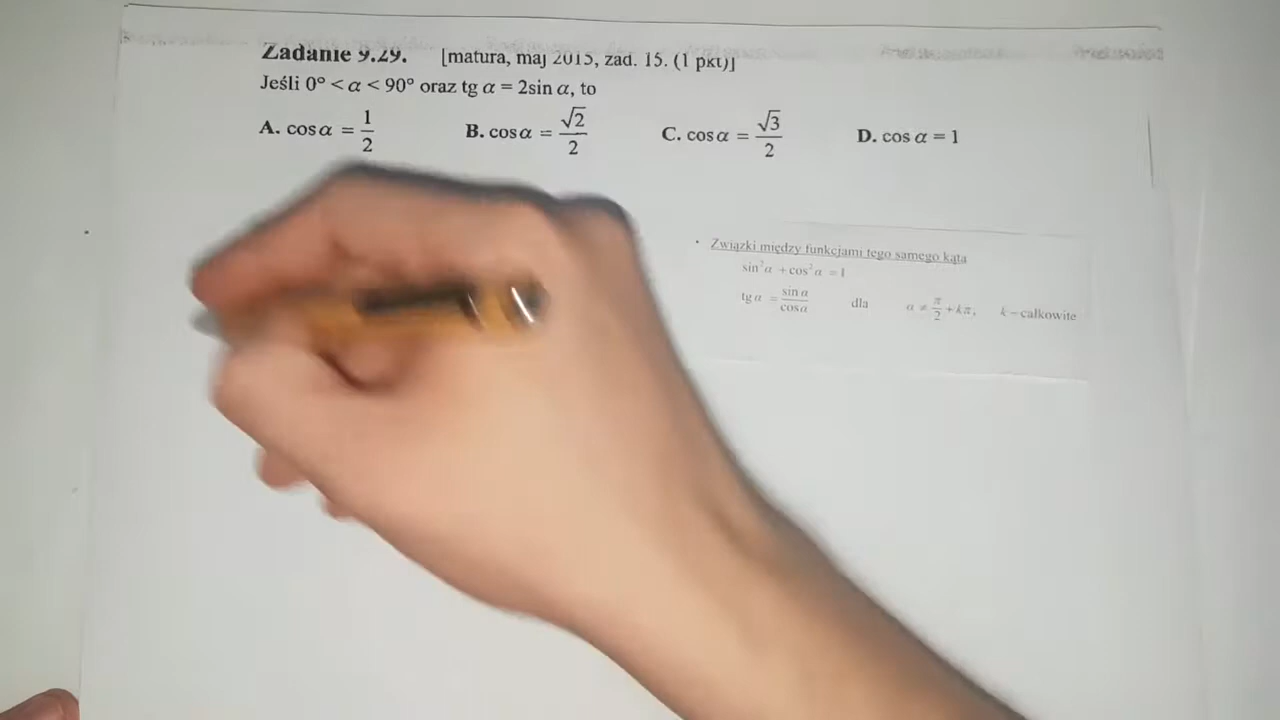 Zadanie 9.29. [matura, maj 2015, zad. 15. (1 pkt)]
Jeśli 0° < α < 90° oraz tg α = 2sin α, to
A. cos α = 1/2 B. cos α = √2/2 C. cos α = √3/2 D. cos α = 1
• Związki między funkcjami tego samego kąta
sin²α + cos²α = 1
tg α = sin α/cos α dla α ≠ π/2 + kπ, k – całkowite